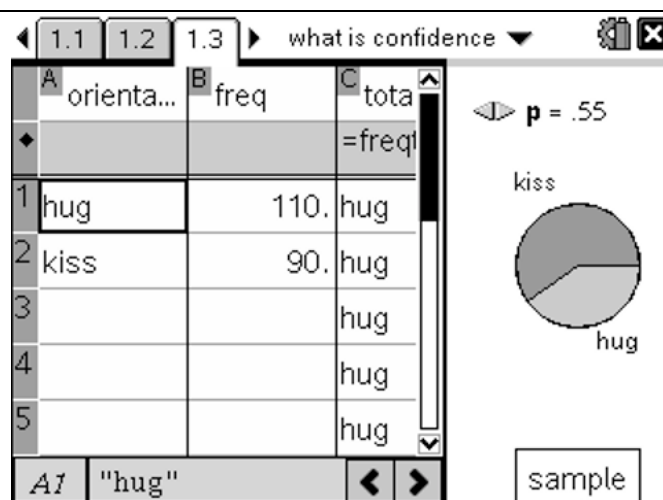 1.1 1.2 1.3 what is confidence
A orienta... B freq C tota
=freq
1 hug 110. hug
2 kiss 90. hug
3 hug
4 hug
5 hug
A1 "hug"
p = .55
kiss
hug
sample